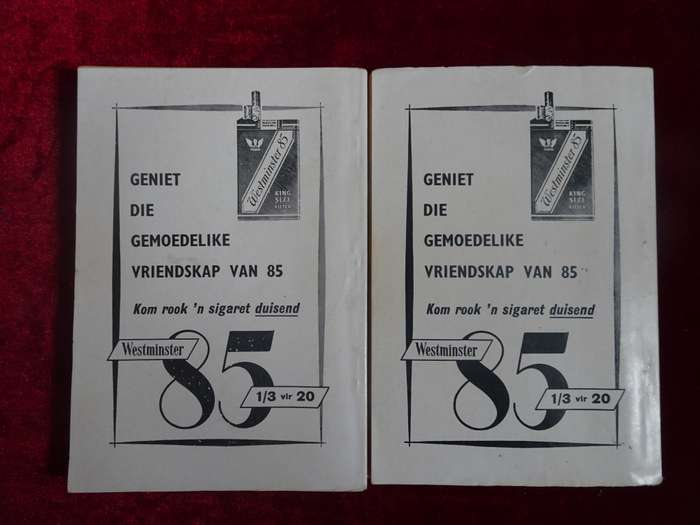 Westminster 85
KING
SIZE
FILTER
GENIET
DIE
GEMOEDELIKE
VRIENDSKAP VAN 85
Kom rook 'n sigaret duisend
Westminster
85
1/3 vir 20
Westminster 85
KING
SIZE
FILTER
GENIET
DIE
GEMOEDELIKE
VRIENDSKAP VAN 85
Kom rook 'n sigaret duisend
Westminster
85
1/3 vir 20